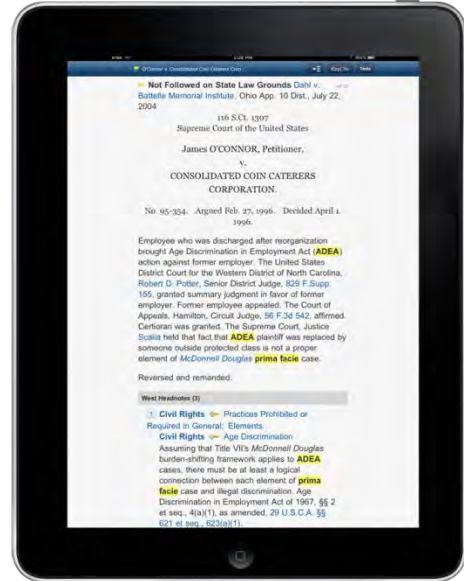 O'Connor v. Consolidated Coin Caterers Corp.
Not Followed on State Law Grounds Dahl v.
Battelle Memorial Institute, Ohio App. 10 Dist., July 22,
2004
116 S.Ct. 1307
Supreme Court of the United States
James O'CONNOR, Petitioner,
v.
CONSOLIDATED COIN CATERERS
CORPORATION.
No. 95-354. Argued Feb. 27, 1996. Decided April 1,
1996.
Employee who was discharged after reorganization
brought Age Discrimination in Employment Act (ADEA)
action against former employer. The United States
District Court for the Western District of North Carolina,
Robert D. Potter, Senior District Judge, 829 F.Supp.
155, granted summary judgment in favor of former
employer. Former employee appealed. The Court of
Appeals, Hamilton, Circuit Judge, 56 F.3d 542, affirmed.
Certiorari was granted. The Supreme Court, Justice
Scalia held that fact that ADEA plaintiff was replaced by
someone outside protected class is not a proper
element of McDonnell Douglas prima facie case.
Reversed and remanded.
West Headnotes (3)
1 Civil Rights Practices Prohibited or
Required in General; Elements
Civil Rights Age Discrimination
Assuming that Title VII's McDonnell Douglas
burden-shifting framework applies to ADEA
cases, there must be at least a logical
connection between each element of prima
facie case and illegal discrimination. Age
Discrimination in Employment Act of 1967, §§ 2
et seq., 4(a)(1), as amended, 29 U.S.C.A. §§
621 et seq., 623(a)(1).